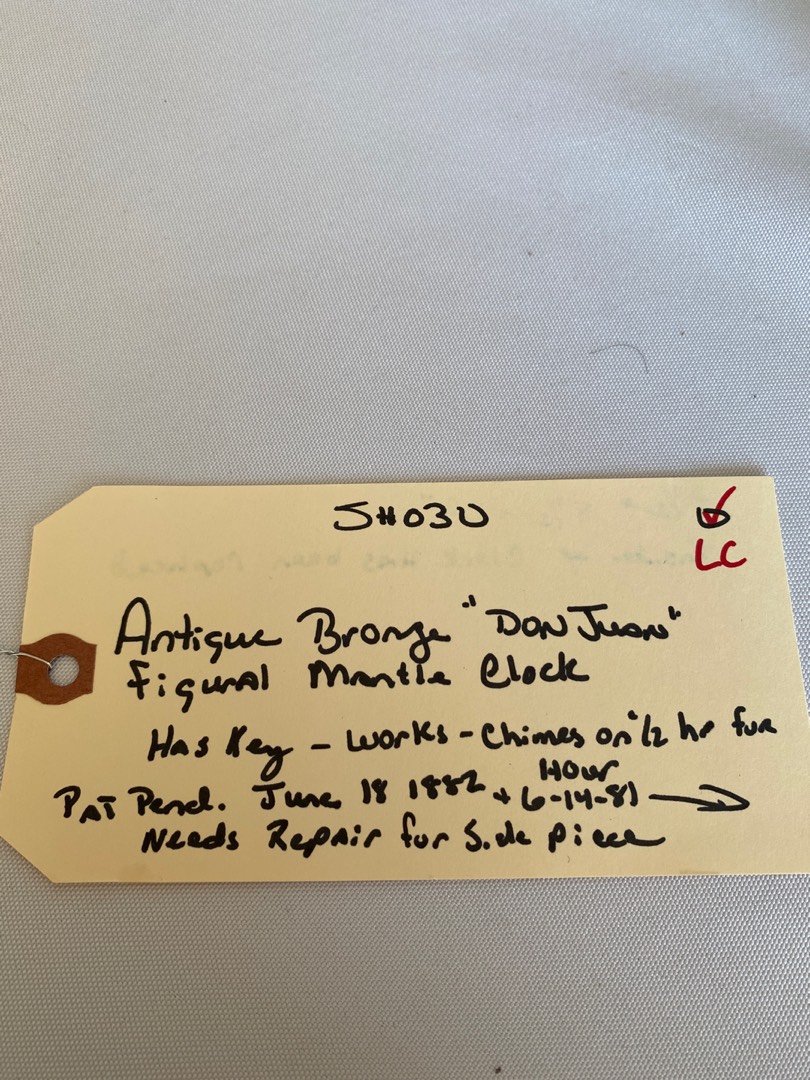 SH030
LC
Antique Bronze "DON Juan"
Figural Mantle Clock
Has Key - Works - Chimes on 1/2 hr for
Hour
PAT Pend. June 18 1882 + 6-14-81 →
Needs Repair for Side piece